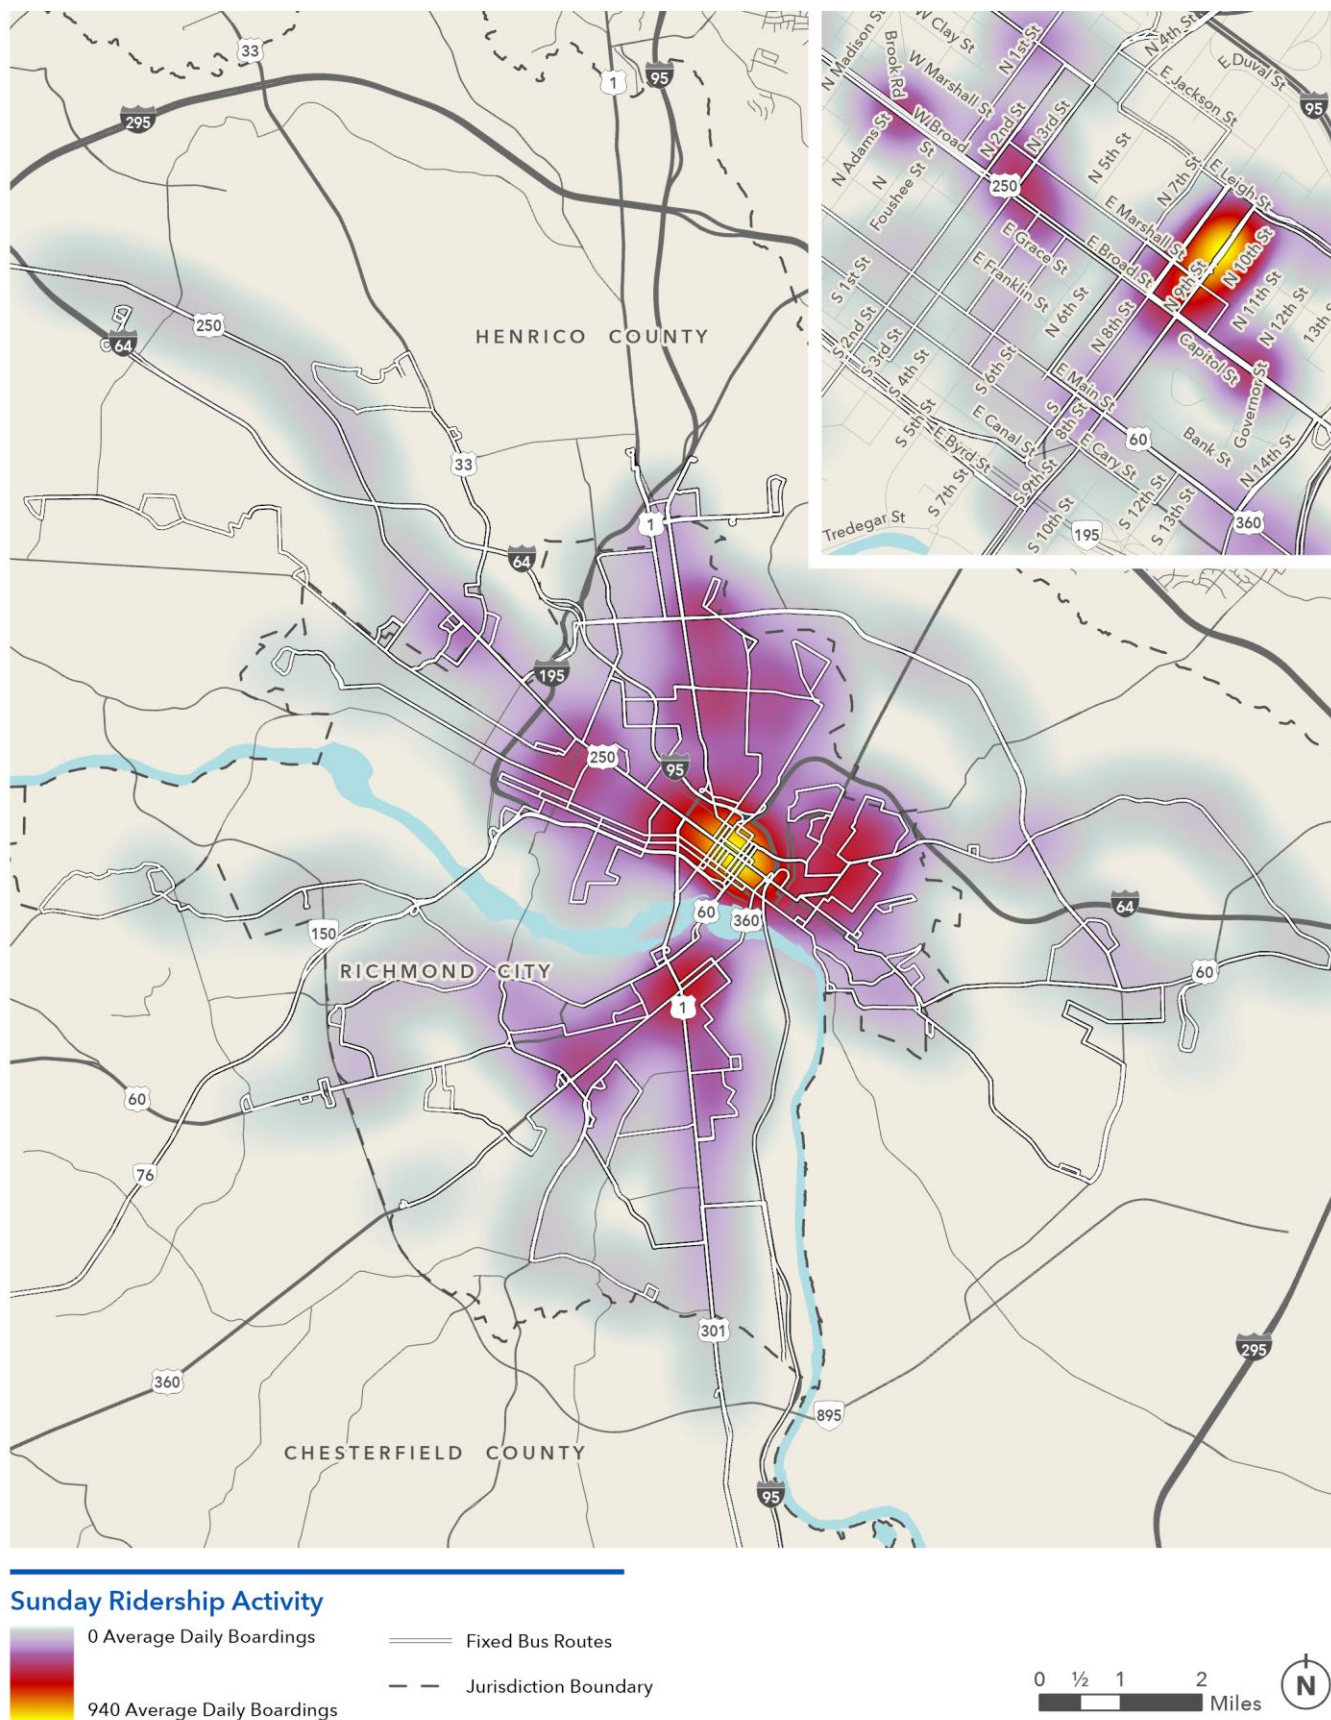 33
1
95
295
250
64
HENRICO COUNTY
33
1
64
195
250
95
60
360
150
RICHMOND CITY
1
64
60
60
76
301
360
895
295
CHESTERFIELD COUNTY
95
N Madison St
Brook Rd
W Clay St
W Marshall St
N 1st St
N 4th St
E Duval St
95
N Adams St
W Broad St
N 2nd St
N 3rd St
E Jackson St
N Foushee St
250
N 5th St
N 7th St
E Leigh St
E Marshall St
E Grace St
E Broad St
N 9th St
N 10th St
S 1st St
E Franklin St
N 6th St
N 8th St
N 11th St
N 12th St
13th
S 2nd St
S 3rd St
S 4th St
S 6th St
E Main St
Capitol St
Governor St
S 5th St
E Byrd St
E Canal St
S 8th St
E Cary St
60
Bank St
N 14th St
S 7th St
S 9th St
S 10th St
S 12th St
S 13th St
360
195
Tredegar St
Sunday Ridership Activity
0 Average Daily Boardings
940 Average Daily Boardings
Fixed Bus Routes
Jurisdiction Boundary
0 ½ 1 2
Miles
N